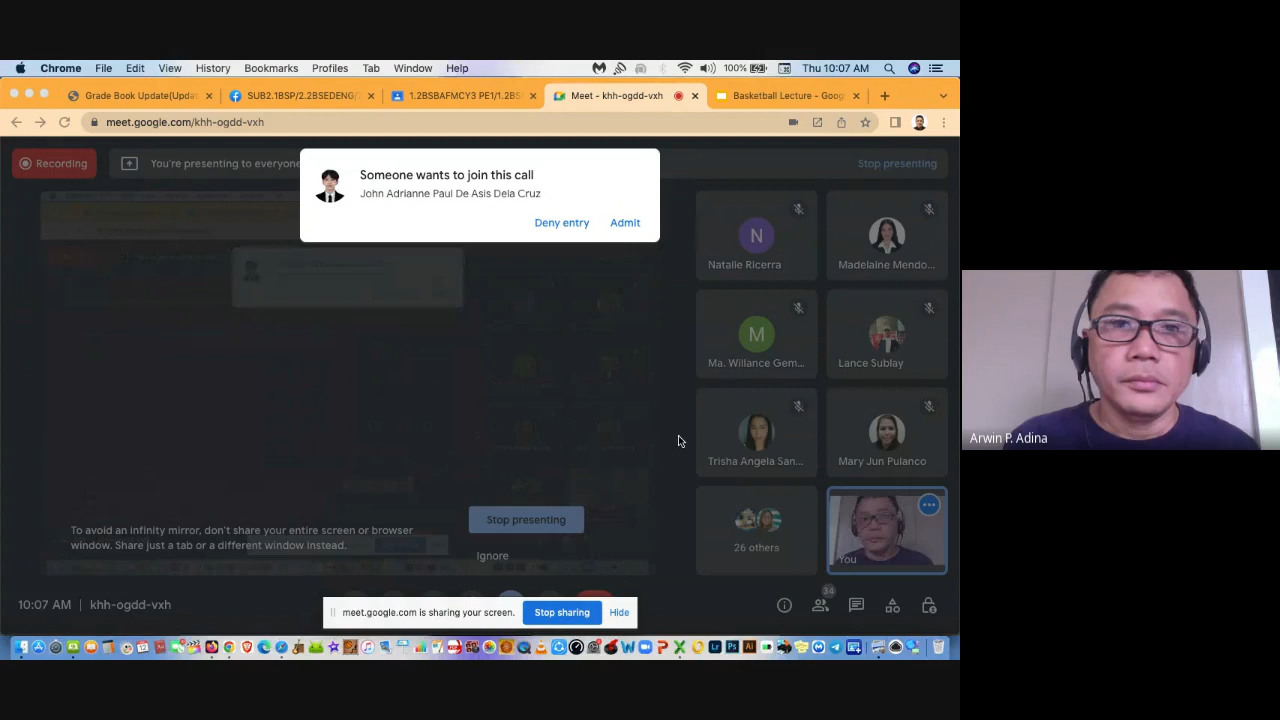 Chrome File Edit View History Bookmarks Profiles Tab Window Help 100% Thu 10:07 AM
Grade Book Update(Updat SUB2.1BSP/2.2BSEDENG/ 1.2BSBAFMCY3 PE1/1.2BS Meet - khh-ogdd-vxh Basketball Lecture - Goog
meet.google.com/khh-ogdd-vxh
Recording You're presenting to everyone Stop presenting
Someone wants to join this call
John Adrianne Paul De Asis Dela Cruz
Deny entry Admit
N
Natalie Ricerra Madelaine Mendo...
M
Ma. Willance Gem... Lance Sublay
Trisha Angela San... Mary Jun Pulanco
Arwin P. Adina
To avoid an infinity mirror, don't share your entire screen or browser
window. Share just a tab or a different window instead.
Stop presenting
Ignore
26 others
You
10:07 AM khh-ogdd-vxh
meet.google.com is sharing your screen. Stop sharing Hide
34